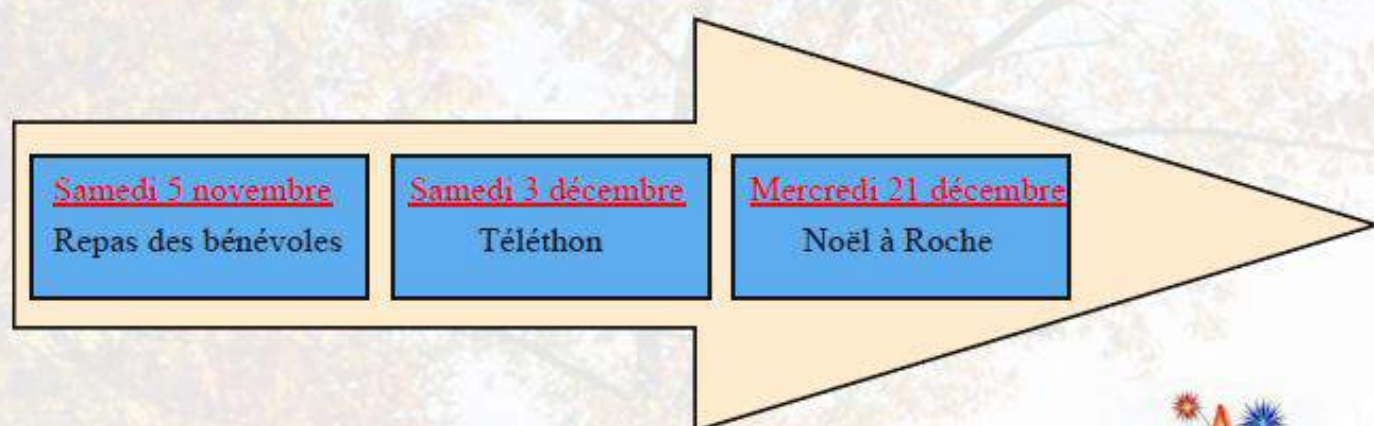 Samedi 5 novembre
Repas des bénévoles
Samedi 3 décembre
Téléthon
Mercredi 21 décembre
Noël à Roche